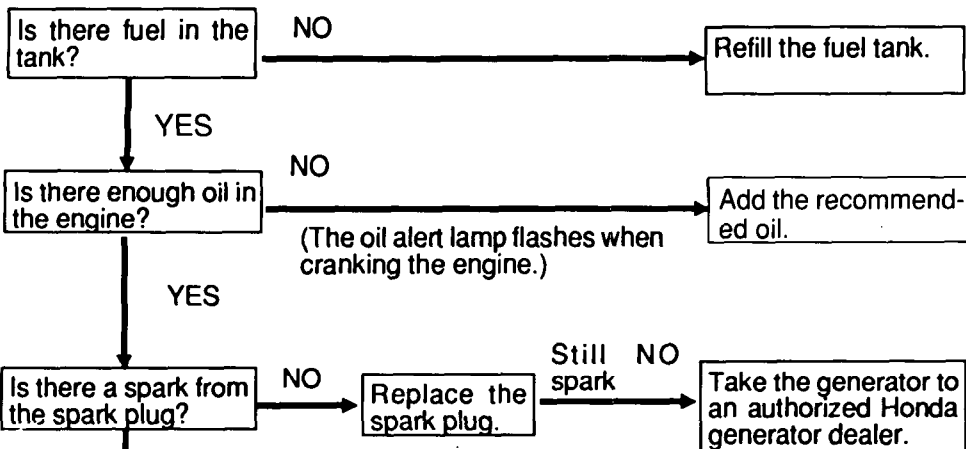 Is there fuel in the
tank?
NO
Refill the fuel tank.
YES
Is there enough oil in
the engine?
NO
(The oil alert lamp flashes when
cranking the engine.)
Add the recommend-
ed oil.
YES
Is there a spark from
the spark plug?
NO
Replace the
spark plug.
Still NO
spark
Take the generator to
an authorized Honda
generator dealer.